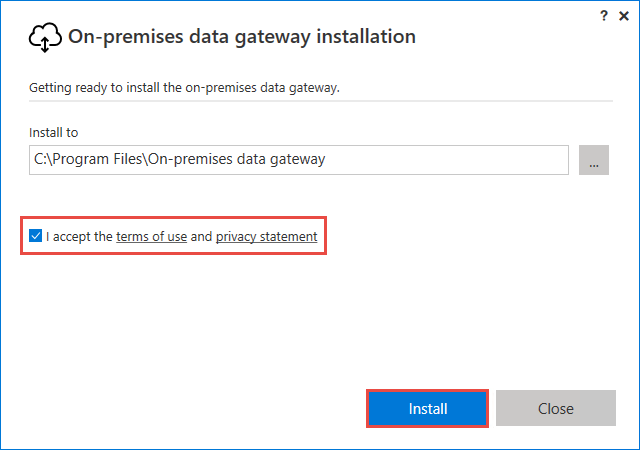 ? ×
On-premises data gateway installation
Getting ready to install the on-premises data gateway.
Install to
C:\Program Files\On-premises data gateway
...
I accept the terms of use and privacy statement
Install
Close